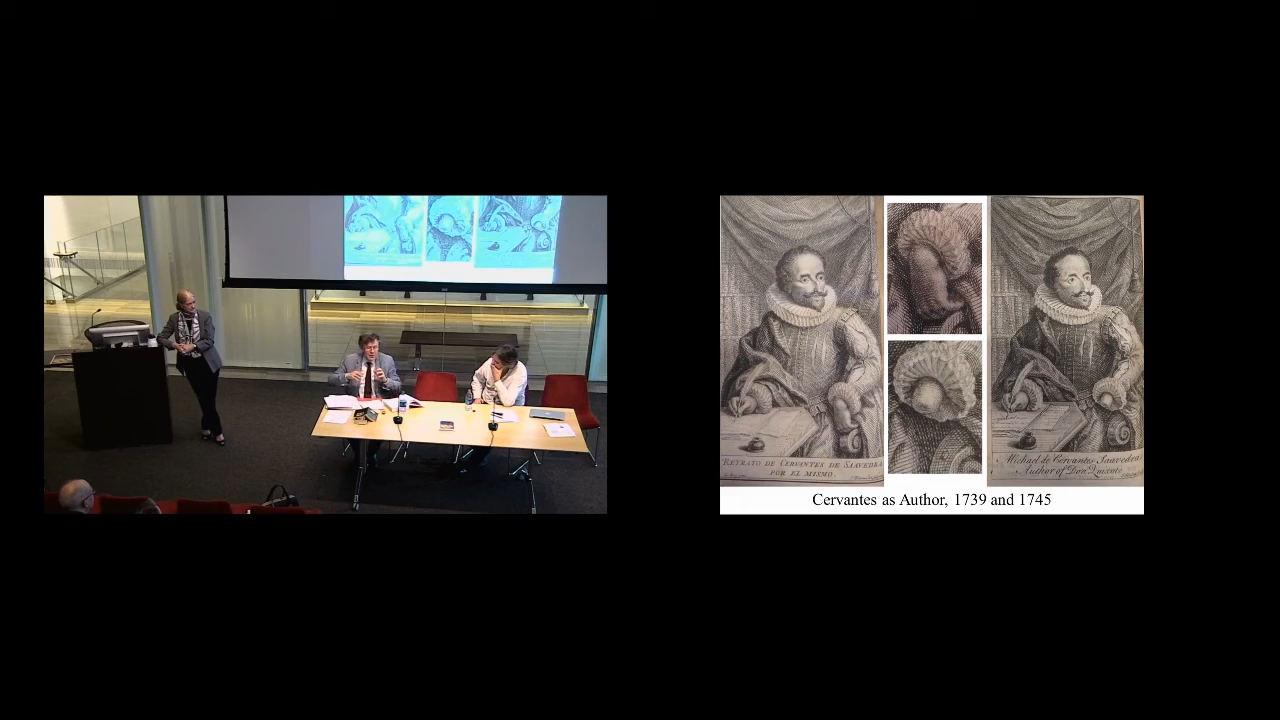 RETRATO DE CERVANTES DE SAAVEDRA
POR EL MISMO.
Michael de Cervantes Saavedra
Author of Don Quixote
Cervantes as Author, 1739 and 1745